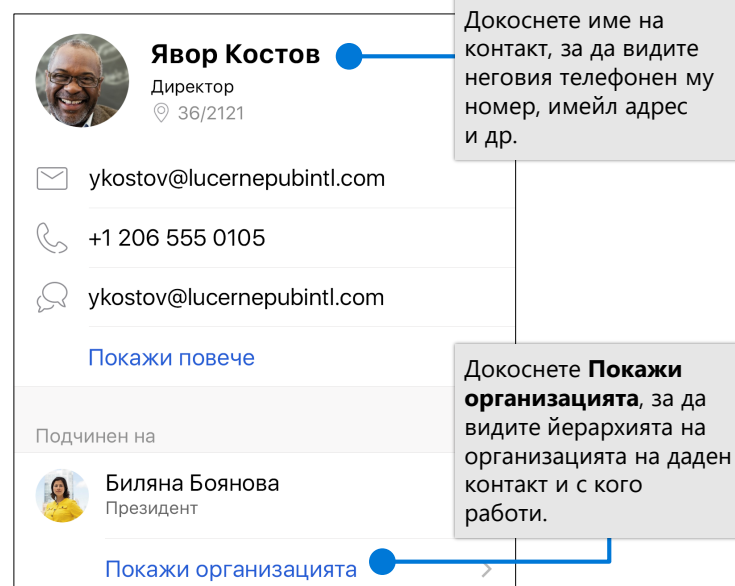 Явор Костов
Директор
36/2121
ykostov@lucernepubintl.com
+1 206 555 0105
ykostov@lucernepubintl.com
Покажи повече
Подчинен на
Биляна Боянова
Президент
Покажи организацията
Докоснете име на
контакт, за да видите
неговия телефонен му
номер, имейл адрес
и др.
Докоснете Покажи
организацията, за да
видите йерархията на
организацията на даден
контакт и с кого
работи.